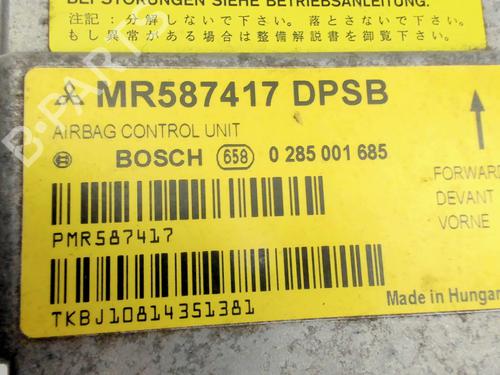 BEI STÖRUNGEN SIEHE BETRIEBSANLEITUNG.
注記：分解しないで下さい。落とさないで下さい。
もし異常がある場合は整備解説書を御覧下さい。
MR587417 DPSB
AIRBAG CONTROL UNIT
BOSCH 658 0 285 001 685
FORWARD
DEVANT
VORNE
PMR587417
TKBJ10814351381
Made in Hungar
B-PARTS